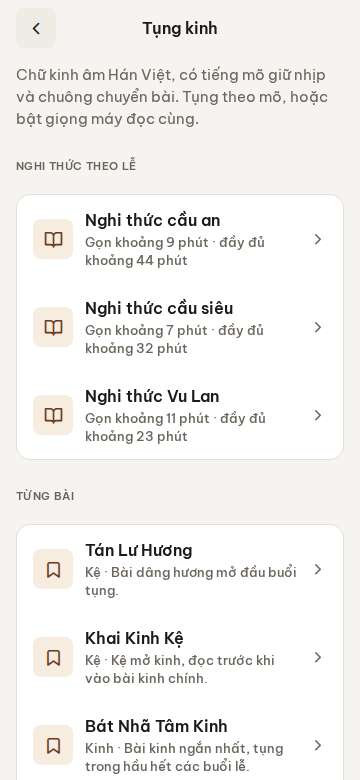 Tụng kinh
Chữ kinh âm Hán Việt, có tiếng mõ giữ nhịp
và chuông chuyển bài. Tụng theo mõ, hoặc
bật giọng máy đọc cùng.
NGHI THỨC THEO LỄ
Nghi thức cầu an
Gọn khoảng 9 phút · đầy đủ
khoảng 44 phút
Nghi thức cầu siêu
Gọn khoảng 7 phút · đầy đủ
khoảng 32 phút
Nghi thức Vu Lan
Gọn khoảng 11 phút · đầy đủ
khoảng 23 phút
TỪNG BÀI
Tán Lư Hương
Kệ · Bài dâng hương mở đầu buổi
tụng.
Khai Kinh Kệ
Kệ · Kệ mở kinh, đọc trước khi
vào bài kinh chính.
Bát Nhã Tâm Kinh
Kinh · Bài kinh ngắn nhất, tụng
trong hầu hết các buổi lễ.